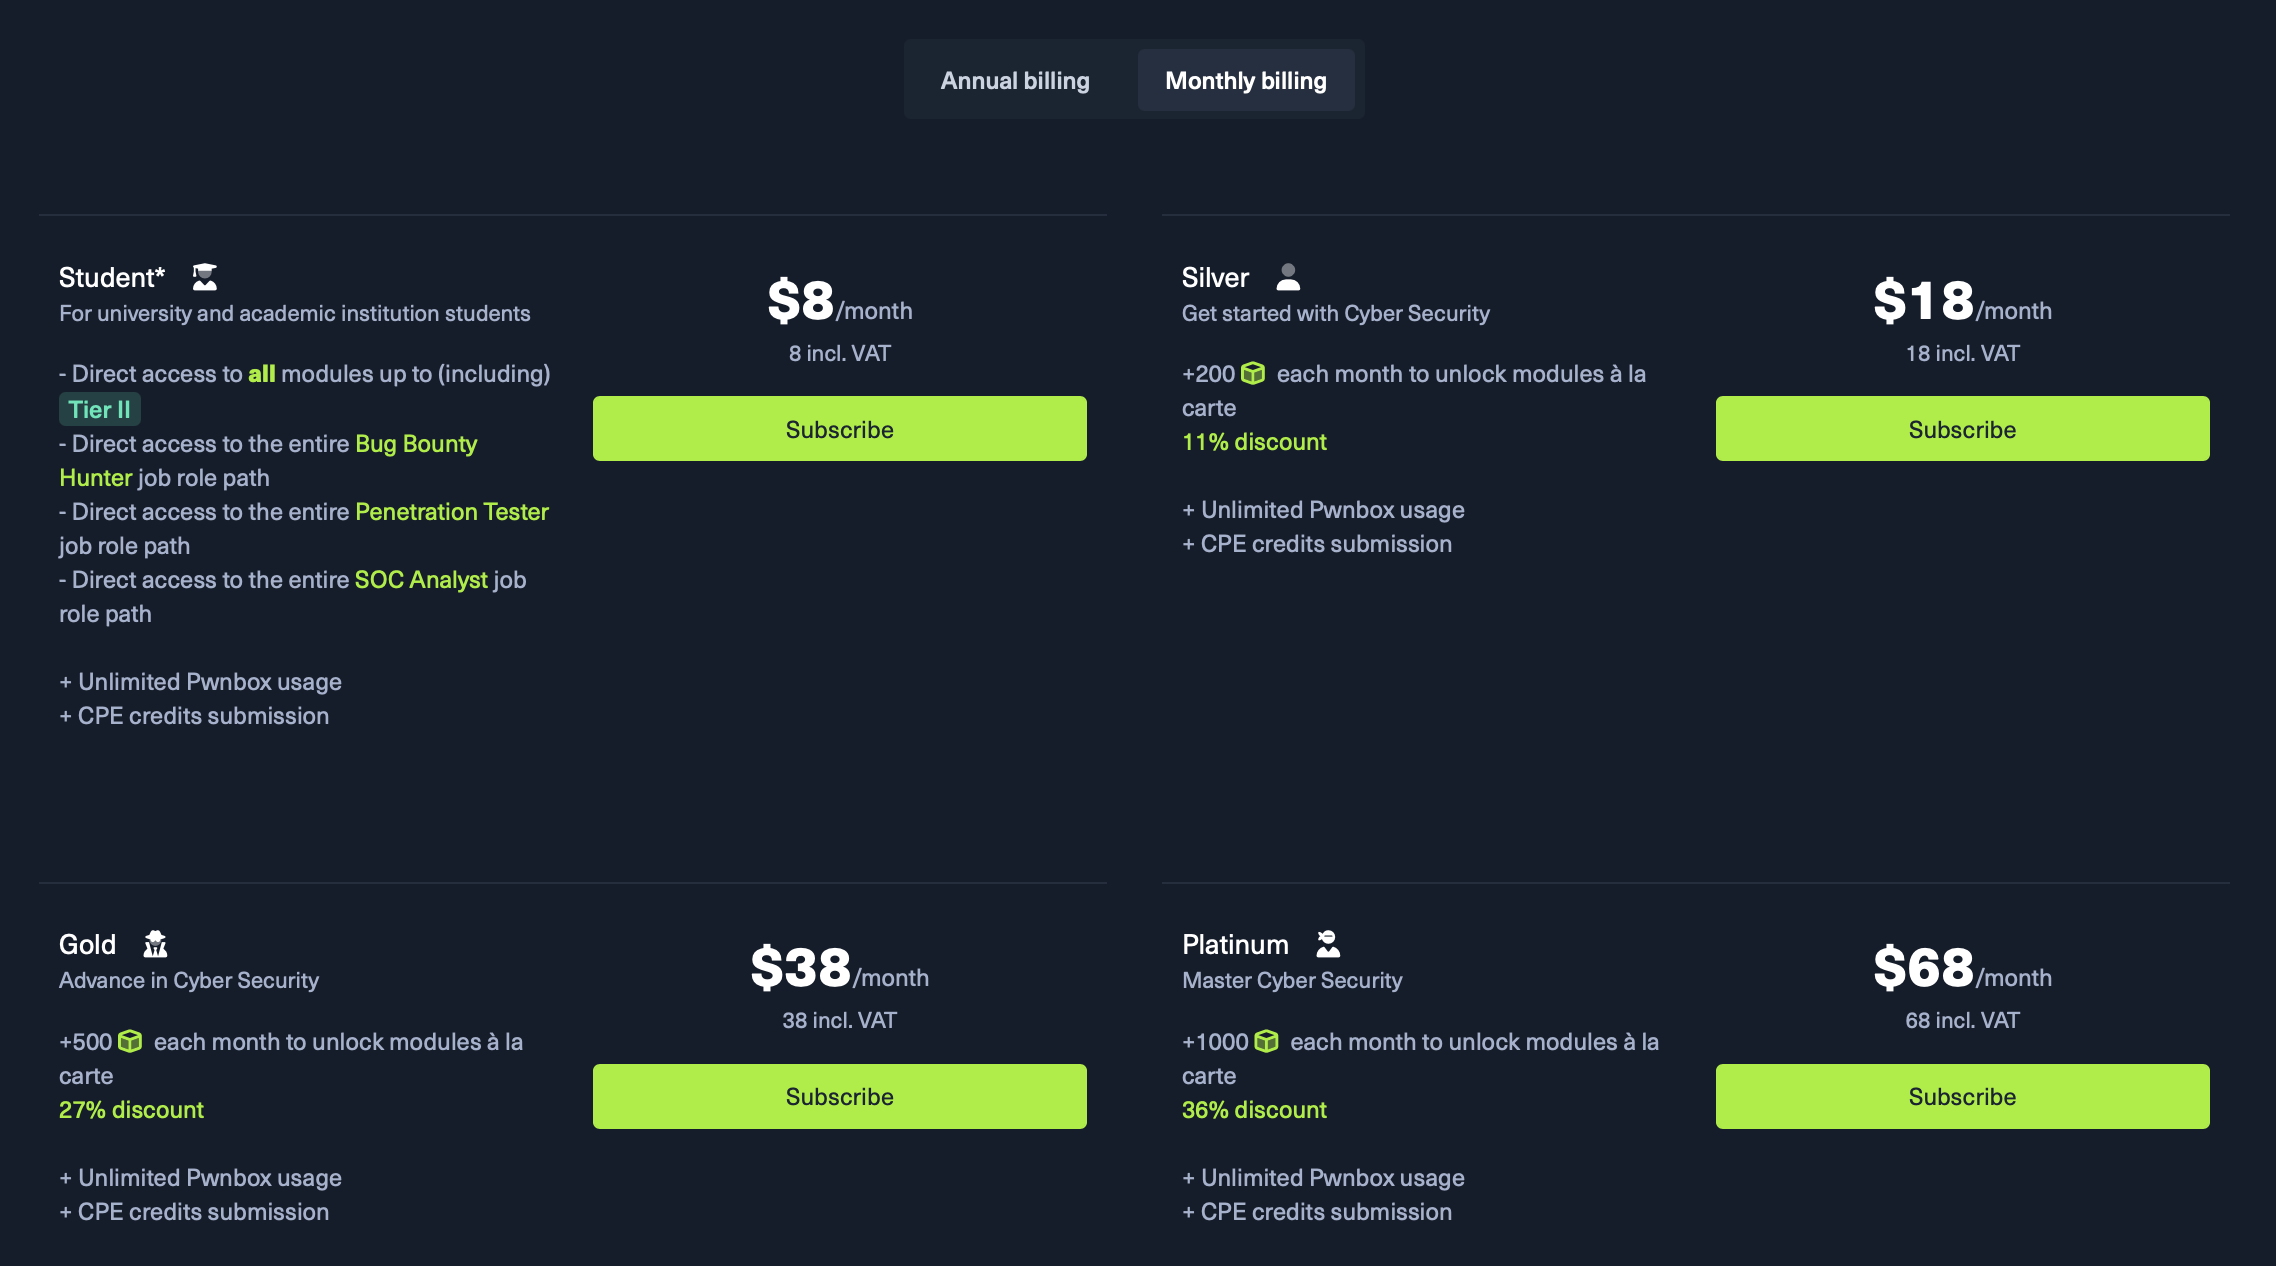 Annual billing
Monthly billing
Student*
For university and academic institution students
- Direct access to all modules up to (including)
Tier II
- Direct access to the entire Bug Bounty
Hunter job role path
- Direct access to the entire Penetration Tester
job role path
- Direct access to the entire SOC Analyst job
role path
+ Unlimited Pwnbox usage
+ CPE credits submission
$8/month
8 incl. VAT
Subscribe
Silver
Get started with Cyber Security
+200 each month to unlock modules à la
carte
11% discount
+ Unlimited Pwnbox usage
+ CPE credits submission
$18/month
18 incl. VAT
Subscribe
Gold
Advance in Cyber Security
+500 each month to unlock modules à la
carte
27% discount
+ Unlimited Pwnbox usage
+ CPE credits submission
$38/month
38 incl. VAT
Subscribe
Platinum
Master Cyber Security
+1000 each month to unlock modules à la
carte
36% discount
+ Unlimited Pwnbox usage
+ CPE credits submission
$68/month
68 incl. VAT
Subscribe